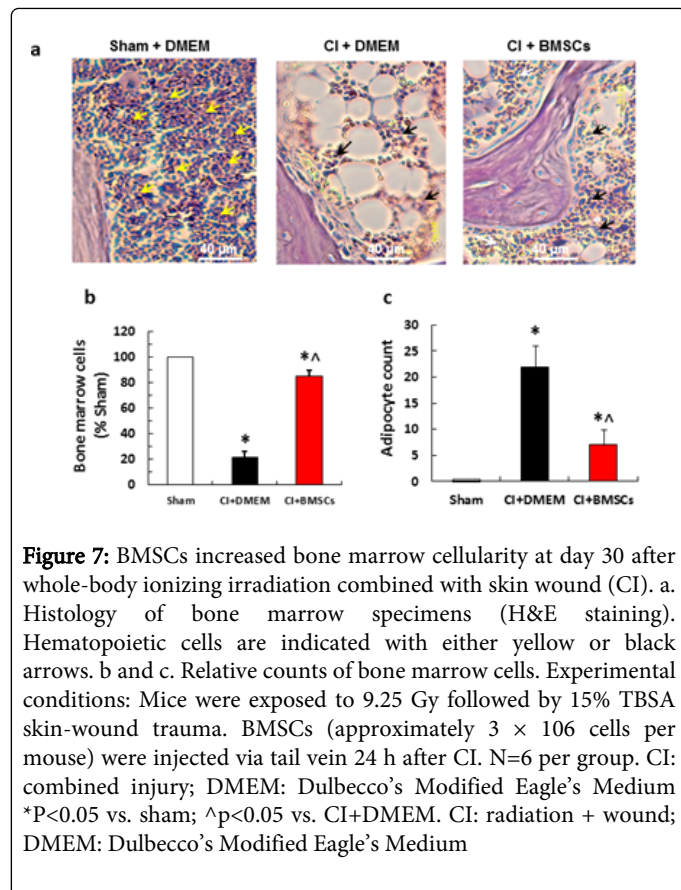 Sham + DMEM CI + DMEM CI + BMSCs
a
40 µm 40 µm 40 µm
b c
Bone marrow cells
(% Sham)
120
100
80
60
40
20
0
*
*^
Sham CI+DMEM CI+BMSCs
Adipocyte count
30
25
20
15
10
5
0
*
*^
Sham CI+DMEM CI+BMSCs
Figure 7: BMSCs increased bone marrow cellularity at day 30 after
whole-body ionizing irradiation combined with skin wound (CI). a.
Histology of bone marrow specimens (H&E staining).
Hematopoietic cells are indicated with either yellow or black
arrows. b and c. Relative counts of bone marrow cells. Experimental
conditions: Mice were exposed to 9.25 Gy followed by 15% TBSA
skin-wound trauma. BMSCs (approximately 3 × 106 cells per
mouse) were injected via tail vein 24 h after CI. N=6 per group. CI:
combined injury; DMEM: Dulbecco's Modified Eagle's Medium
*P<0.05 vs. sham; ^p<0.05 vs. CI+DMEM. CI: radiation + wound;
DMEM: Dulbecco's Modified Eagle's Medium